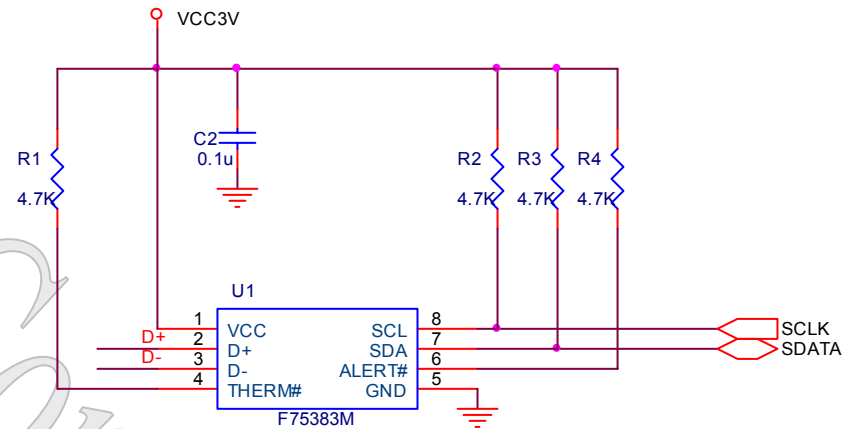 VCC3V
C2
0.1u
R1
4.7K
R2
4.7K
R3
4.7K
R4
4.7K
U1
1
VCC
D+
2
D+
D-
3
D-
4
THERM#
SCL
8
SDA
7
ALERT#
6
GND
5
F75383M
SCLK
SDATA